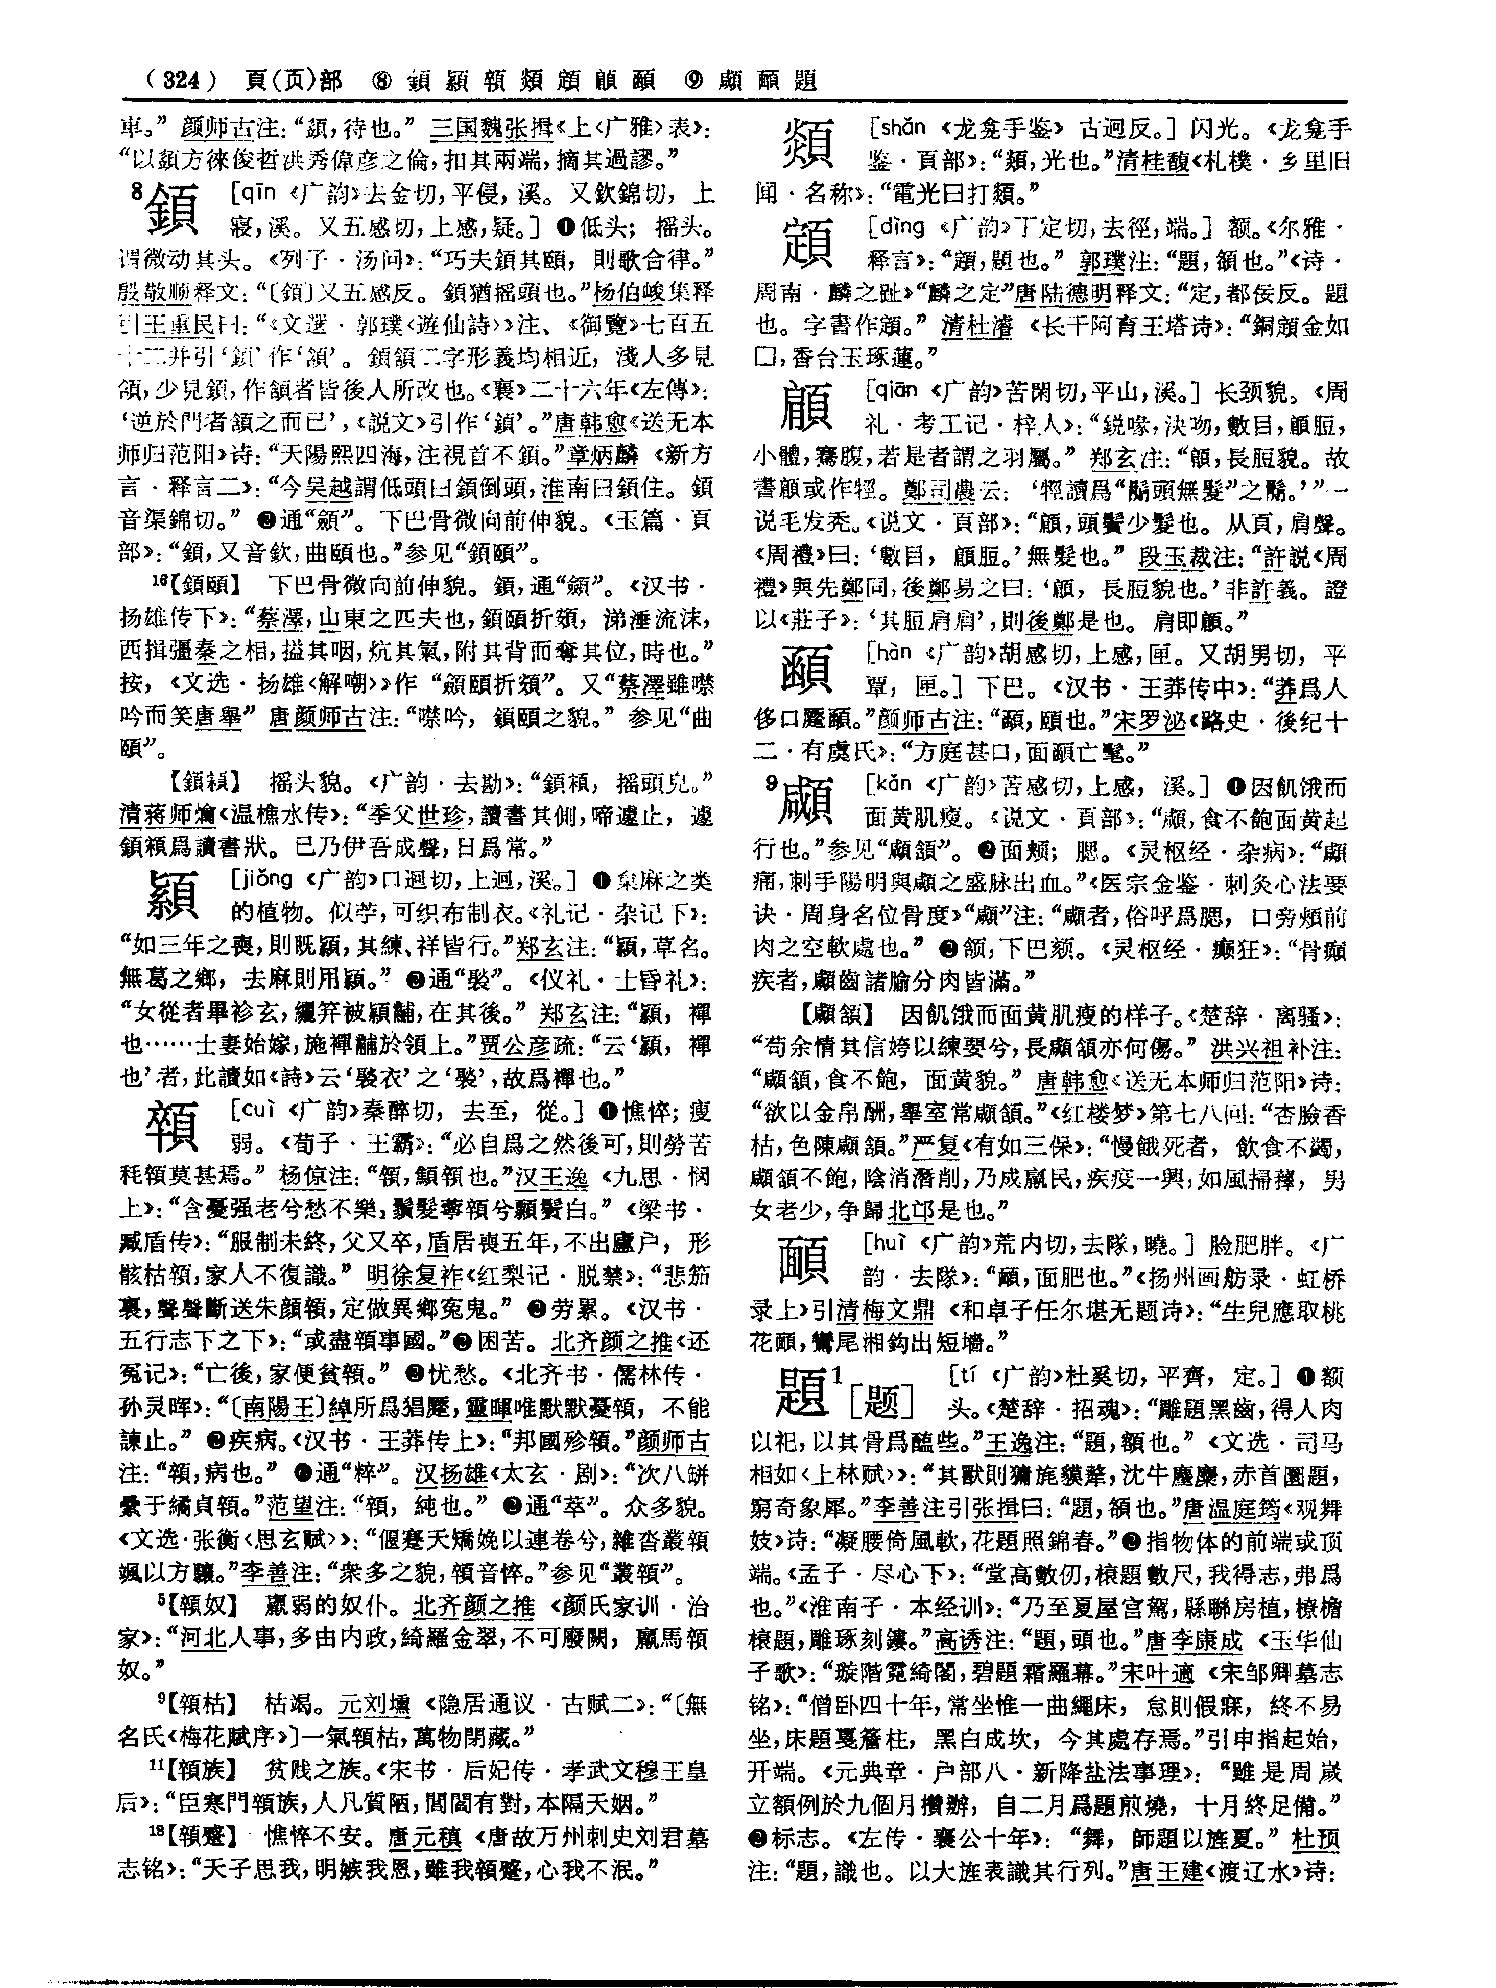 (324) 頁(页)部 ⑧ 顉 熲 顇 顃 顁 顅 顄 ⑨ 顑 顪 題
車。”颜师古注：“頯，待也。”三国魏张揖《上〈广雅〉表》：
“以頯方徠俊哲洪秀偉彦之倫，扣其兩端，摘其過謬。”
8顉 [qīn《广韵》去金切，平侵，溪。又欽錦切，上
寢，溪。又五感切，上感，疑。] ❶低头；摇头。
谓微动其头。《列子·汤问》：“巧夫顉其頤，則歌合律。”
殷敬顺释文：“〔顉〕又五感反。顉猶摇頭也。”杨伯峻集释
引王重民曰：“《文選·郭璞〈遊仙詩〉》注、《御覽》七百五
十二并引‘顉’作‘頷’。顉頷二字形義均相近，淺人多見
頷，少見顉，作頷者皆後人所改也。《襄》二十六年《左傳》：
‘逆於門者頷之而已’，《説文》引作‘顉’。”唐韩愈《送无本
师归范阳》诗：“天陽熙四海，注視首不顉。”章炳麟《新方
言·释言二》：“今吴越謂低頭曰顉倒頭，淮南曰顉住。顉
音渠錦切。”❷通“顩”。下巴骨微向前伸貌。《玉篇·頁
部》：“顉，又音欽，曲頤也。”参见“顉頤”。
16【顉頤】 下巴骨微向前伸貌。顉，通“顩”。《汉书·
扬雄传下》：“蔡澤，山東之匹夫也，顉頤折頞，涕洟流沫，
西揖彊秦之相，搤其咽，炕其氣，附其背而奪其位，時也。”
按，《文选·扬雄〈解嘲〉》作“顩頤折頞”。又“蔡澤雖噤
吟而笑唐舉”唐颜师古注：“噤吟，顉頤之貌。”参见“曲
頤”。
【顉䫒】 摇头貌。《广韵·去勘》：“顉䫒，摇頭皃。”
清蒋师爚《温樵水传》：“季父世珍，讀書其側，啼遽止，遽
顉䫒爲讀書狀。已乃伊吾成聲，日爲常。”
顈 [jiǒng《广韵》口迥切，上迥，溪。] ❶枲麻之类
的植物。似苧，可织布制衣。《礼记·杂记下》：
“如三年之喪，則既顈，其練、祥皆行。”郑玄注：“顈，草名。
無葛之鄉，去麻則用顈。”❷通“褧”。《仪礼·士昏礼》：
“女從者畢袗玄，纚笄被顈黼，在其後。”郑玄注：“顈，襌
也……士妻始嫁，施襌黼於領上。”贾公彦疏：“云‘顈，襌
也’者，此讀如《詩》云‘褧衣’之‘褧’，故爲襌也。”
顇 [cuì《广韵》秦醉切，去至，從。] ❶憔悴；瘦
弱。《荀子·王霸》：“必自爲之然後可，則勞苦
秏顇莫甚焉。”杨倞注：“顇，顦顇也。”汉王逸《九思·悯
上》：“含憂强老兮愁不樂，鬚髮薴顇兮顠鬢白。”《梁书·
臧盾传》：“服制未終，父又卒，盾居喪五年，不出廬户，形
骸枯顇，家人不復識。”明徐复祚《红梨记·脱禁》：“悲笳
裏，聲聲斷送朱顔顇，定做異鄉寃鬼。”❷劳累。《汉书·
五行志下之下》：“或盡顇事國。”❸困苦。北齐颜之推《还
冤记》：“亡後，家便貧顇。”❹忧愁。《北齐书·儒林传·
孙灵晖》：“〔南陽王〕綽所爲猖蹷，靈暉唯默默憂顇，不能
諫止。”❺疾病。《汉书·王莽传上》：“邦國殄顇。”颜师古
注：“顇，病也。”❻通“粹”。汉扬雄《太玄·剧》：“次八缾
纍于繘貞顇。”范望注：“顇，純也。”❼通“萃”。众多貌。
《文选·张衡〈思玄赋〉》：“偃蹇夭矯娩以連卷兮，雜沓叢顇
颯以方驤。”李善注：“衆多之貌，顇音悴。”参见“叢顇”。
5【顇奴】 羸弱的奴仆。北齐颜之推《颜氏家训·治
家》：“河北人事，多由内政，綺羅金翠，不可廢闕，羸馬顇
奴。”
9【顇枯】 枯竭。元刘壎《隐居通议·古赋二》：“〔無
名氏《梅花賦序》〕一氣顇枯，萬物閉藏。”
11【顇族】 贫贱之族。《宋书·后妃传·孝武文穆王皇
后》：“臣寒門顇族，人凡質陋，閭閻有對，本隔天姻。”
18【顇蹙】 憔悴不安。唐元稹《唐故万州刺史刘君墓
志铭》：“天子思我，明嫉我恩，雖我顇蹙，心我不泯。”
[shǎn《龙龛手鉴》古迥反。] 闪光。《龙龛手
鉴·頁部》：“熲，光也。”清桂馥《札樸·乡里旧
闻·名称》：“電光曰打熲。”
顁 [dìng《广韵》丁定切，去徑，端。] 额。《尔雅·
释言》：“顁，題也。”郭璞注：“題，額也。”《诗·
周南·麟之趾》“麟之定”唐陆德明释文：“定，都佞反。題
也。字書作顁。”清杜濬《长干阿育王塔诗》：“銅顁金如
囗，香台玉琢蓮。”
顅 [qiān《广韵》苦閑切，平山，溪。] 长颈貌。《周
礼·考工记·梓人》：“鋭喙，決吻，數目，顅脰，
小體，騫腹，若是者謂之羽屬。”郑玄注：“顅，長脰貌。故
書顅或作牼。鄭司農云：‘牼讀爲“鬜頭無髮”之鬜。’”一
说毛发秃。《说文·頁部》：“顅，頭鬢少髮也。从頁，肩聲。
《周禮》曰：‘數目，顅脰。’無髮也。”段玉裁注：“許説《周
禮》與先鄭同，後鄭易之曰：‘顅，長脰貌也。’非許義。證
以《莊子》：‘其脰肩肩’，則後鄭是也。肩即顅。”
顄 [hàn《广韵》胡感切，上感，匣。又胡男切，平
覃，匣。] 下巴。《汉书·王莽传中》：“莽爲人
侈口蹷顄。”颜师古注：“顄，頤也。”宋罗泌《路史·後纪十
二·有虞氏》：“方庭甚口，面顄亡髦。”
9顑 [kǎn《广韵》苦感切，上感，溪。] ❶因飢饿而
面黄肌瘦。《说文·頁部》：“顑，食不飽面黄起
行也。”参见“顑頷”。❷面颊；腮。《灵枢经·杂病》：“顑
痛，刺手陽明與顑之盛脉出血。”《医宗金鉴·刺灸心法要
诀·周身名位骨度》“顑”注：“顑者，俗呼爲腮，口旁頰前
肉之空軟處也。”❸颔；下巴颏。《灵枢经·癫狂》：“骨癲
疾者，顑齒諸腧分肉皆滿。”
【顑頷】 因飢饿而面黄肌瘦的样子。《楚辞·离骚》：
“苟余情其信姱以練要兮，長顑頷亦何傷。”洪兴祖补注：
“顑頷，食不飽，面黄貌。”唐韩愈《送无本师归范阳》诗：
“欲以金帛酬，舉室常顑頷。”《红楼梦》第七八回：“杏臉香
枯，色陳顑頷。”严复《有如三保》：“慢餓死者，飲食不蠲，
顑頷不飽，陰消潛削，乃成羸民，疾疫一興，如風掃蘀，男
女老少，争歸北邙是也。”
[huì《广韵》荒内切，去隊，曉。] 脸肥胖。《广
韵·去隊》：“䫭，面肥也。”《扬州画舫录·虹桥
录上》引清梅文鼎《和卓子任尔堪无题诗》：“生兒應取桃
花䫭，鸞尾湘鈎出短墻。”
題1[题] [tí《广韵》杜奚切，平齊，定。] ❶额
头。《楚辞·招魂》：“雕題黑齒，得人肉
以祀，以其骨爲醢些。”王逸注：“題，額也。”《文选·司马
相如〈上林赋〉》：“其獸則㺎旄貘犛，沈牛麈麋，赤首圜題，
窮奇象犀。”李善注引张揖曰：“題，頟也。”唐温庭筠《观舞
妓》诗：“凝腰倚風軟，花題照錦春。”❷指物体的前端或顶
端。《孟子·尽心下》：“堂高數仞，榱題數尺，我得志，弗爲
也。”《淮南子·本经训》：“乃至夏屋宫駕，縣聯房植，橑檐
榱題，雕琢刻鏤。”高诱注：“題，頭也。”唐李康成《玉华仙
子歌》：“璇階霓綺閣，碧題霜羅幕。”宋叶適《宋邹卿墓志
铭》：“僧卧四十年，常坐惟一曲繩床，怠則假寐，終不易
坐，床題戛簷柱，黑白成坎，今其處存焉。”引申指起始，
开端。《元典章·户部八·新降盐法事理》：“雖是周嵗
立額例於九個月攢辦，自二月爲題煎燒，十月終足備。”
❸标志。《左传·襄公十年》：“舞，師題以旌夏。”杜预
注：“題，識也。以大旌表識其行列。”唐王建《渡辽水》诗：